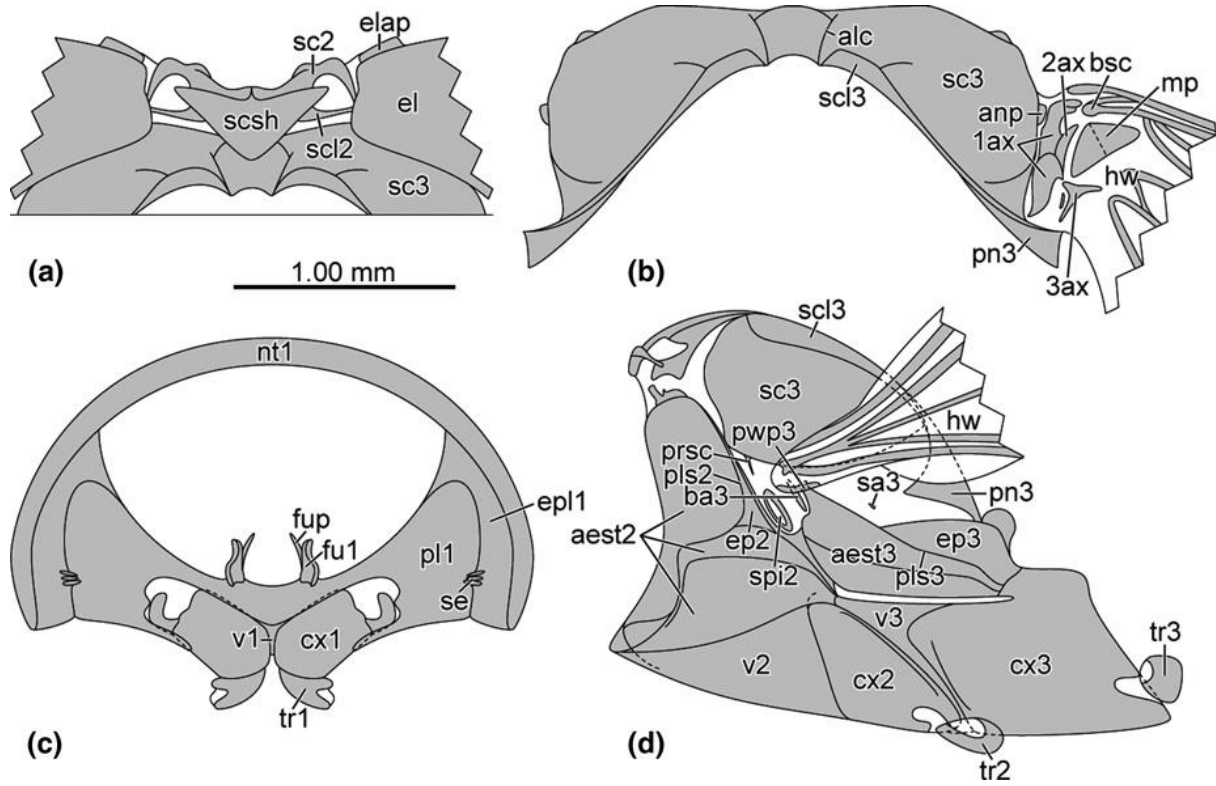 elap
sc2
el
scsh
scl2
sc3
(a)
1.00 mm
alc
scl3
sc3
2ax
bsc
mp
anp
1ax
hw
pn3
3ax
(b)
nt1
fup
fu1
epl1
pl1
se
v1
cx1
tr1
(c)
scl3
sc3
hw
pwp3
prsc
pls2
ba3
sa3
pn3
aest2
ep2
spi2
aest3
ep3
pls3
v3
v2
cx2
cx3
tr3
tr2
(d)